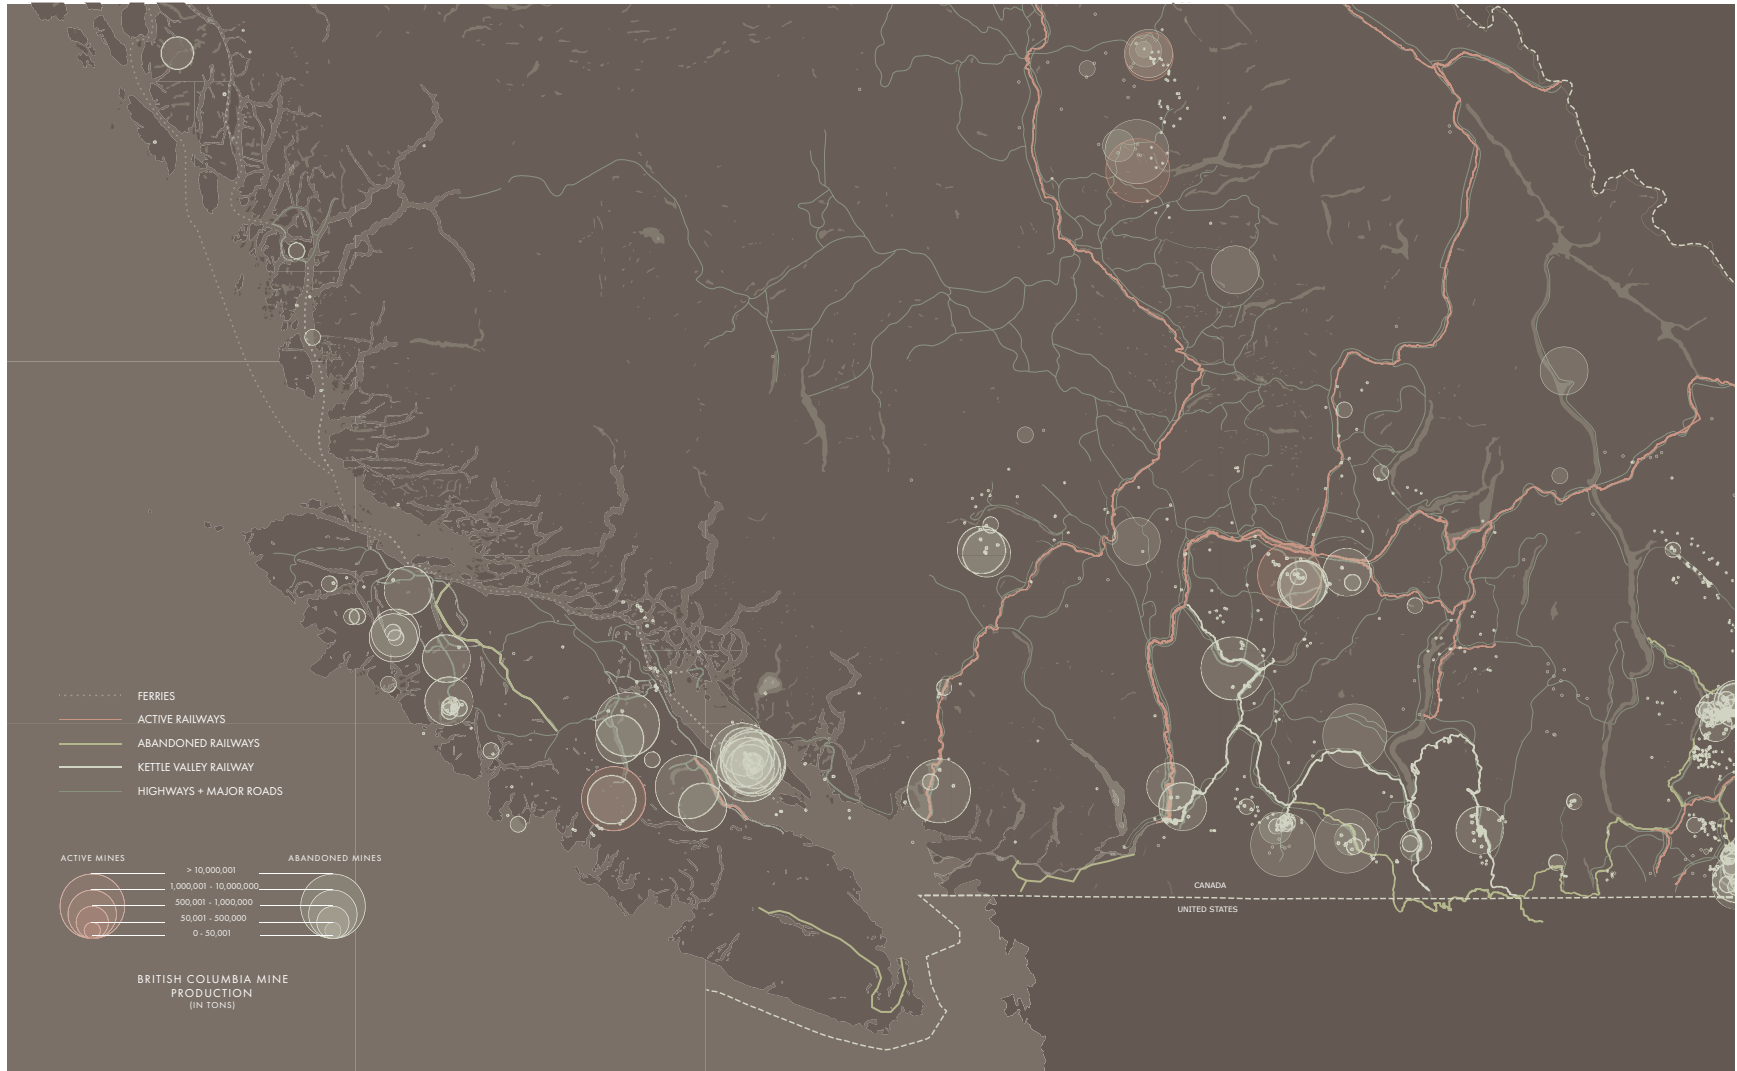 FERRIES
ACTIVE RAILWAYS
ABANDONED RAILWAYS
KETTLE VALLEY RAILWAY
HIGHWAYS + MAJOR ROADS
ACTIVE MINES
ABANDONED MINES
> 10,000,001
1,000,001 - 10,000,000
500,001 - 1,000,000
50,001 - 500,000
0 - 50,001
BRITISH COLUMBIA MINE
PRODUCTION
(IN TONS)
CANADA
UNITED STATES